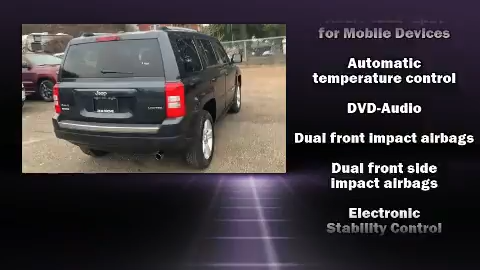 for Mobile Devices
Automatic
temperature control
DVD-Audio
Dual front impact airbags
Dual front side
impact airbags
Electronic
Stability Control
Jeep